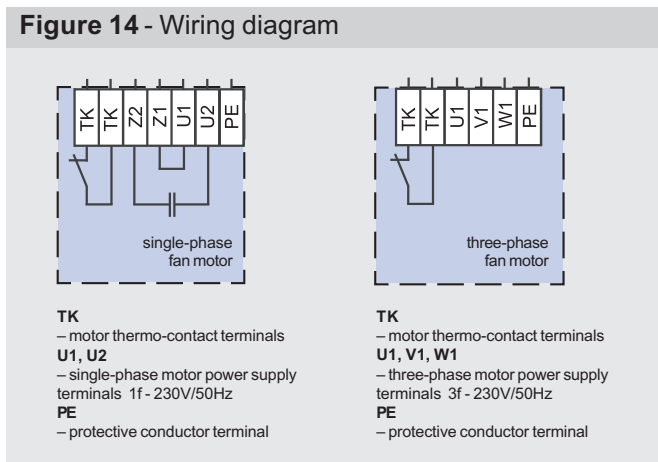 Figure 14 - Wiring diagram
TK TK Z2 Z1 U1 U2 PE
single-phase
fan motor
TK
– motor thermo-contact terminals
U1, U2
– single-phase motor power supply
terminals 1f - 230V/50Hz
PE
– protective conductor terminal
TK TK U1 V1 W1 PE
three-phase
fan motor
TK
– motor thermo-contact terminals
U1, V1, W1
– three-phase motor power supply
terminals 3f - 230V/50Hz
PE
– protective conductor terminal